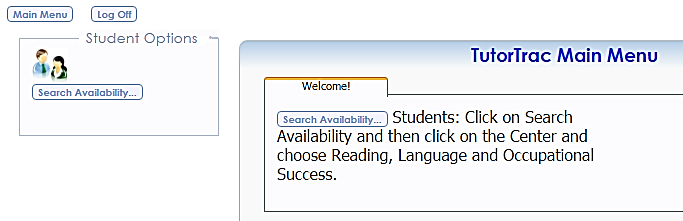 Main Menu Log Off
Student Options
Search Availability...
TutorTrac Main Menu
Welcome!
Search Availability... Students: Click on Search
Availability and then click on the Center and
choose Reading, Language and Occupational
Success.